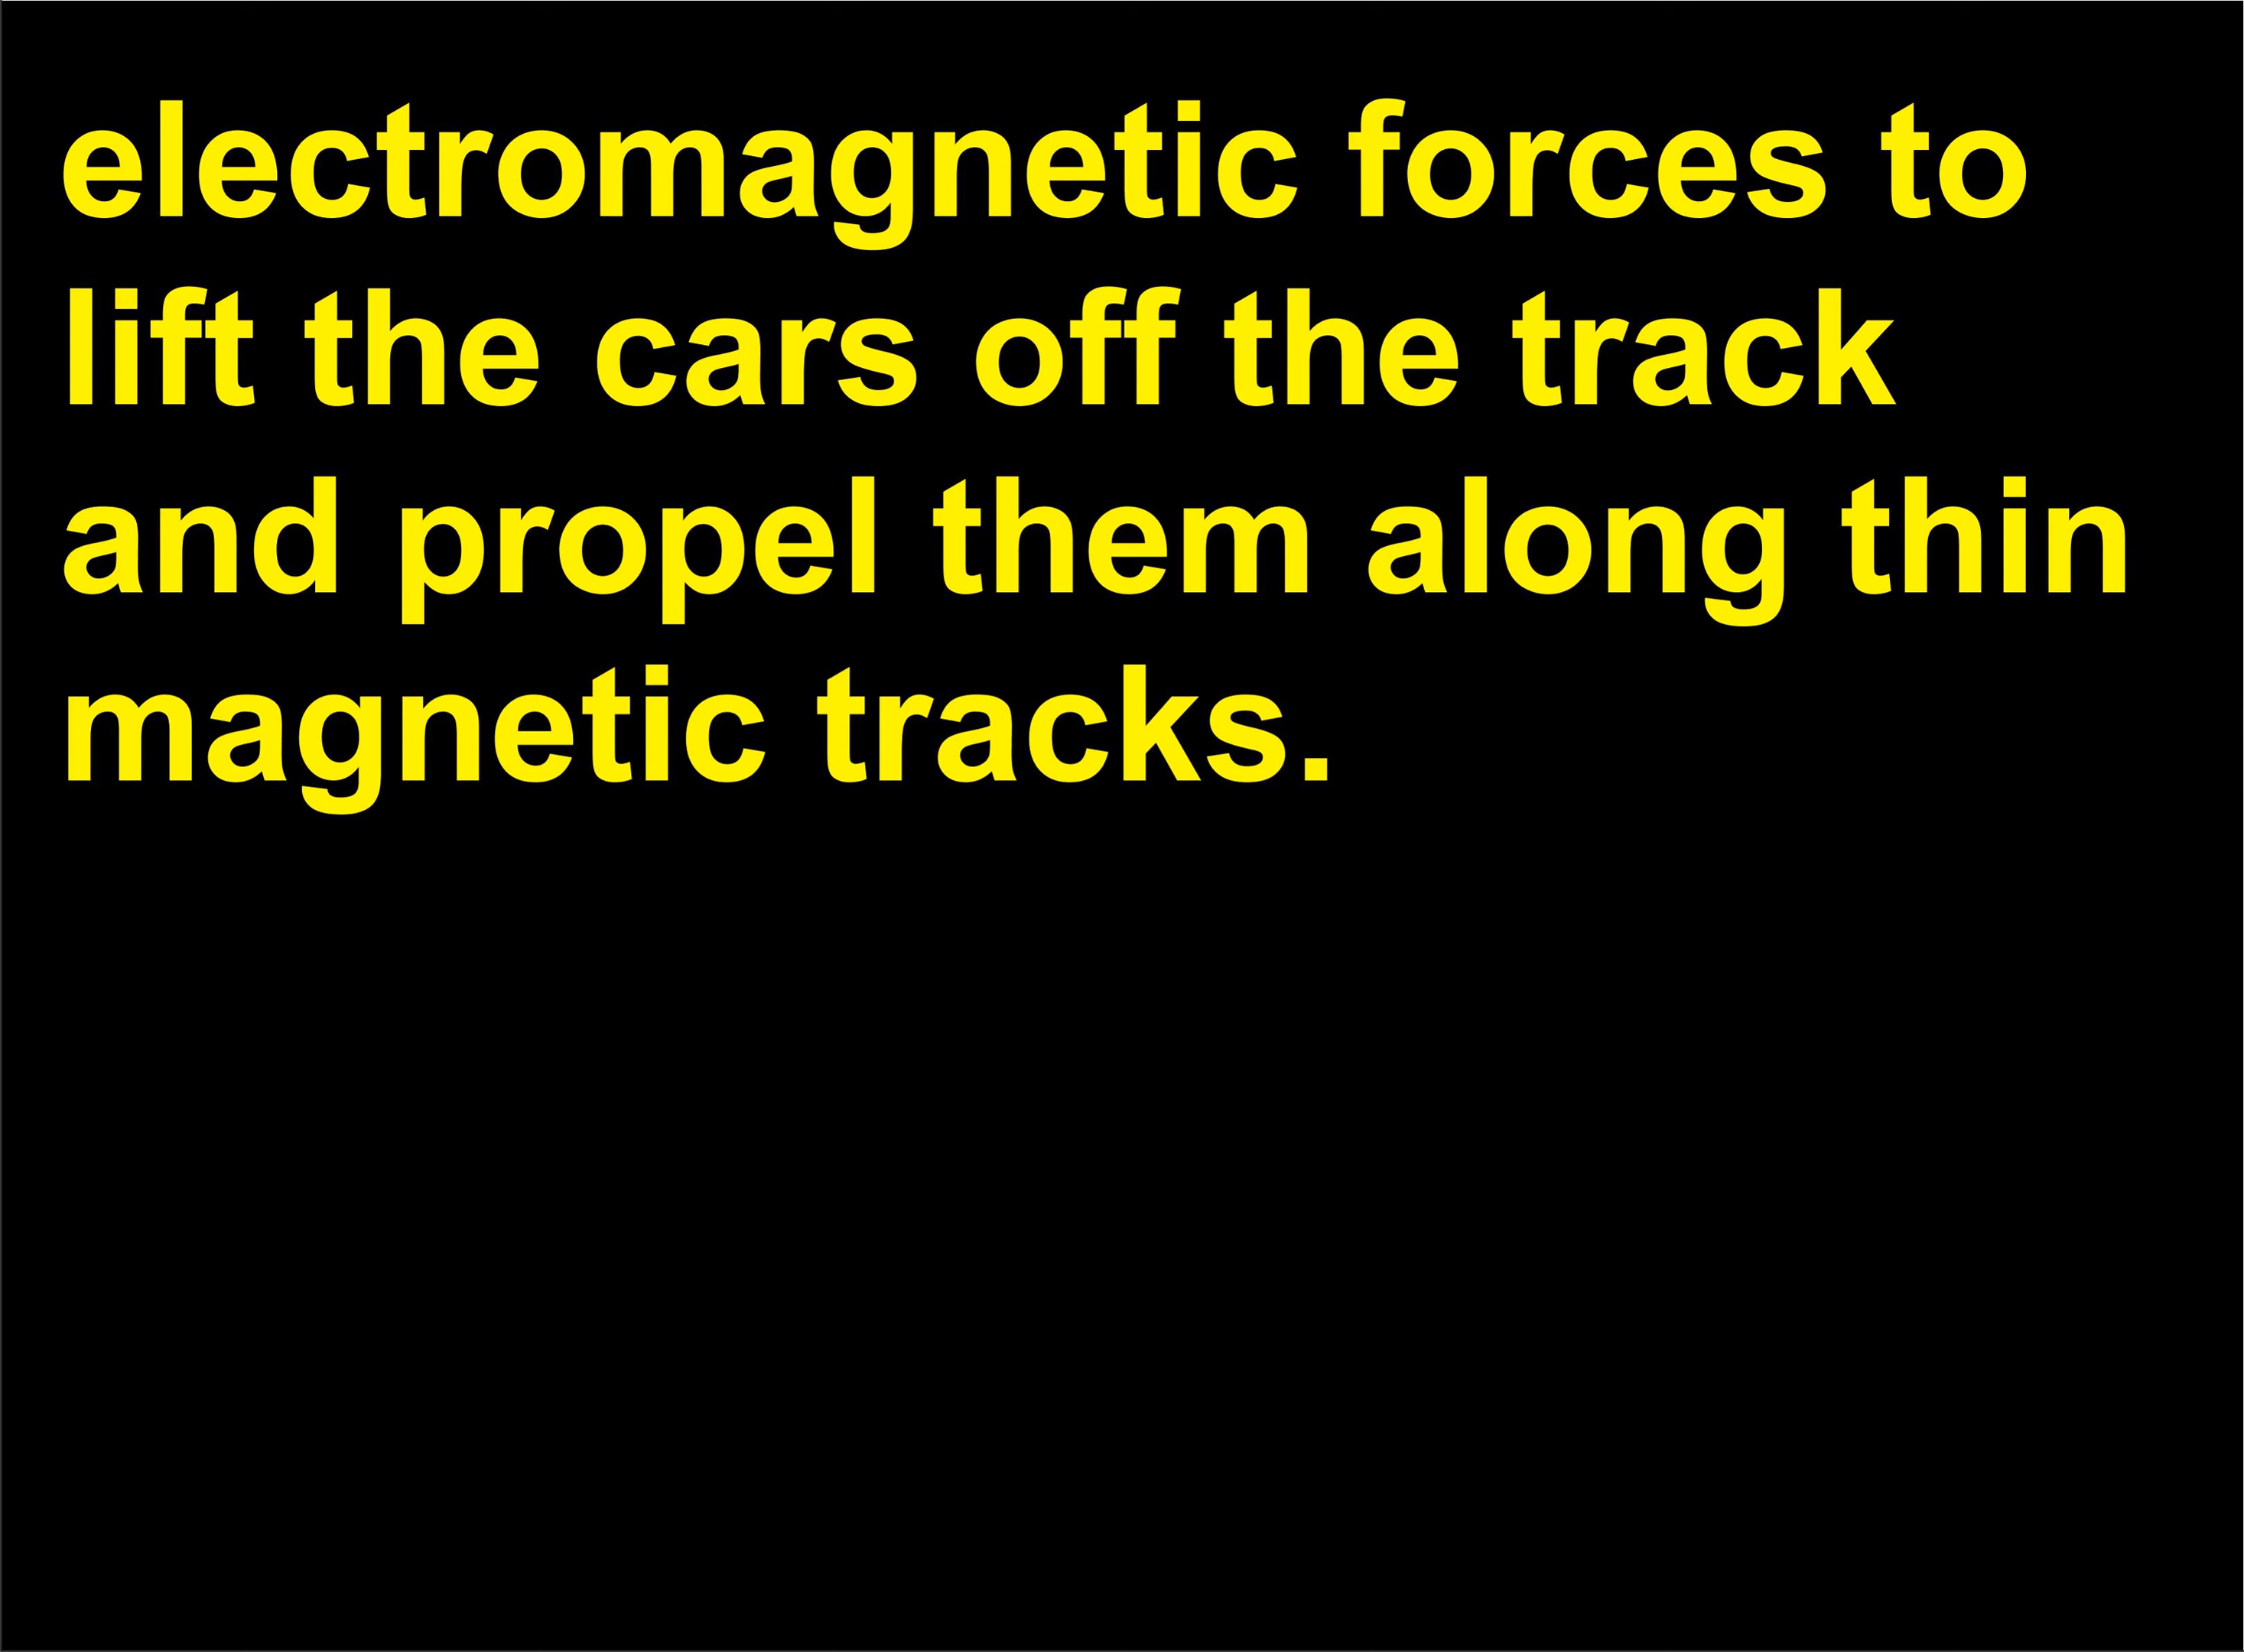 electromagnetic forces to
lift the cars off the track
and propel them along thin
magnetic tracks.